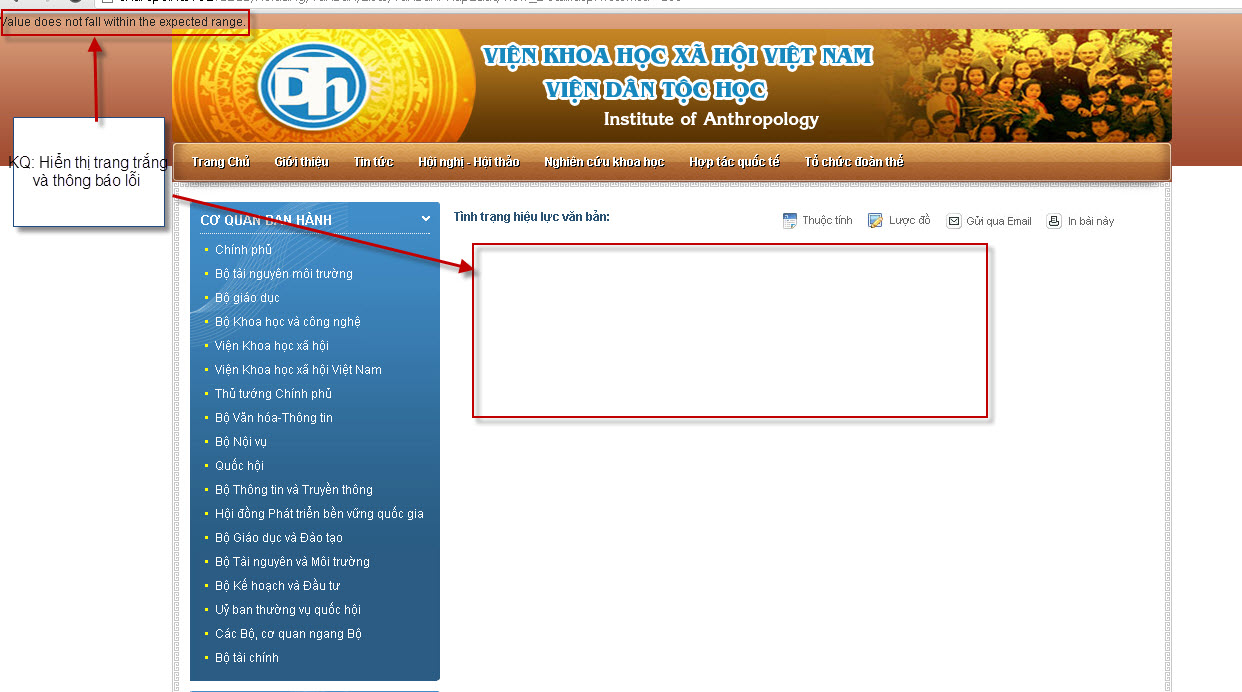 Value does not fall within the expected range.
VIỆN KHOA HỌC XÃ HỘI VIỆT NAM
VIỆN DÂN TỘC HỌC
Institute of Anthropology
KQ: Hiển thị trang trắng
và thông báo lỗi
Trang Chủ Giới thiệu Tin tức Hội nghị - Hội thảo Nghiên cứu khoa học Hợp tác quốc tế Tổ chức đoàn thể
CƠ QUAN BAN HÀNH
Chính phủ
Bộ tài nguyên môi trường
Bộ giáo dục
Bộ Khoa học và công nghệ
Viện Khoa học xã hội
Viện Khoa học xã hội Việt Nam
Thủ tướng Chính phủ
Bộ Văn hóa-Thông tin
Bộ Nội vụ
Quốc hội
Bộ Thông tin và Truyền thông
Hội đồng Phát triển bền vững quốc gia
Bộ Giáo dục và Đào tạo
Bộ Tài nguyên và Môi trường
Bộ Kế hoạch và Đầu tư
Uỷ ban thường vụ quốc hội
Các Bộ, cơ quan ngang Bộ
Bộ tài chính
Tình trạng hiệu lực văn bản:
Thuộc tính Lược đồ Gửi qua Email In bài này